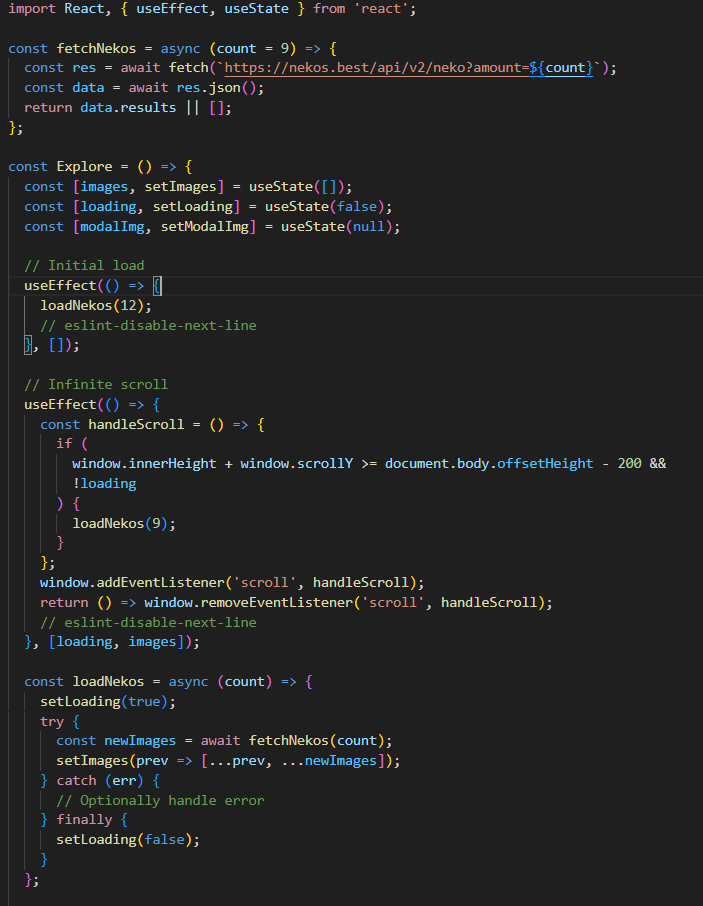 import React, { useEffect, useState } from 'react';
const fetchNekos = async (count = 9) => {
const res = await fetch(`https://nekos.best/api/v2/neko?amount=${count}`);
const data = await res.json();
return data.results || [];
};
const Explore = () => {
const [images, setImages] = useState([]);
const [loading, setLoading] = useState(false);
const [modalImg, setModalImg] = useState(null);
// Initial load
useEffect(() => {
loadNekos(12);
// eslint-disable-next-line
}, []);
// Infinite scroll
useEffect(() => {
const handleScroll = () => {
if (
window.innerHeight + window.scrollY >= document.body.offsetHeight - 200 &&
!loading
) {
loadNekos(9);
}
};
window.addEventListener('scroll', handleScroll);
return () => window.removeEventListener('scroll', handleScroll);
// eslint-disable-next-line
}, [loading, images]);
const loadNekos = async (count) => {
setLoading(true);
try {
const newImages = await fetchNekos(count);
setImages(prev => [...prev, ...newImages]);
} catch (err) {
// Optionally handle error
} finally {
setLoading(false);
}
};